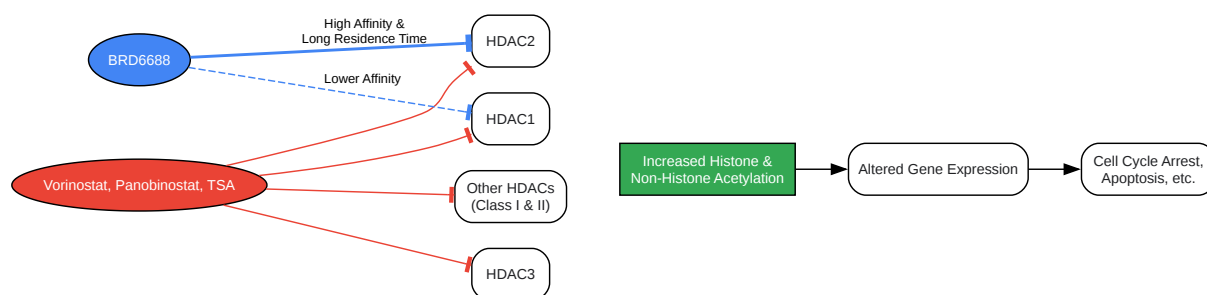 High Affinity &
Long Residence Time
BRD6688
HDAC2
Lower Affinity
HDAC1
Vorinostat, Panobinostat, TSA
Other HDACs
(Class I & II)
HDAC3
Increased Histone &
Non-Histone Acetylation
Altered Gene Expression
Cell Cycle Arrest,
Apoptosis, etc.